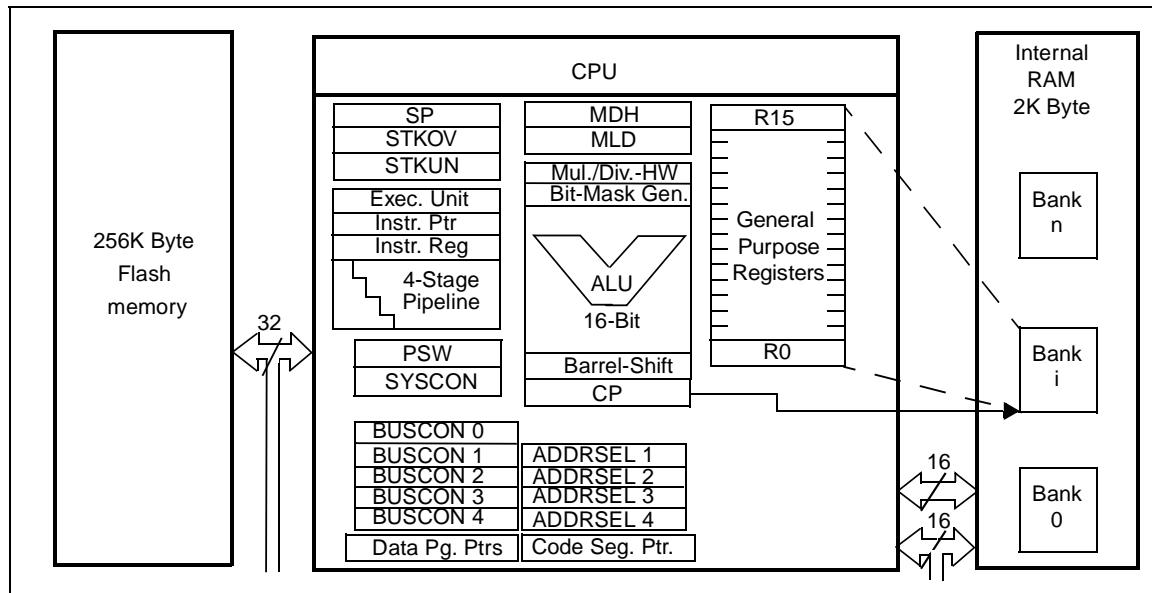 CPU
256K Byte
Flash
memory
32
SP
STKOV
STKUN
Exec. Unit
Instr. Ptr
Instr. Reg
4-Stage
Pipeline
PSW
SYSCON
BUSCON 0
BUSCON 1
BUSCON 2
BUSCON 3
BUSCON 4
Data Pg. Ptrs
MDH
MLD
Mul./Div.-HW
Bit-Mask Gen.
ALU
16-Bit
Barrel-Shift
CP
ADDRSEL 1
ADDRSEL 2
ADDRSEL 3
ADDRSEL 4
Code Seg. Ptr.
R15
General
Purpose
Registers
R0
16
16
Internal
RAM
2K Byte
Bank
n
Bank
i
Bank
0